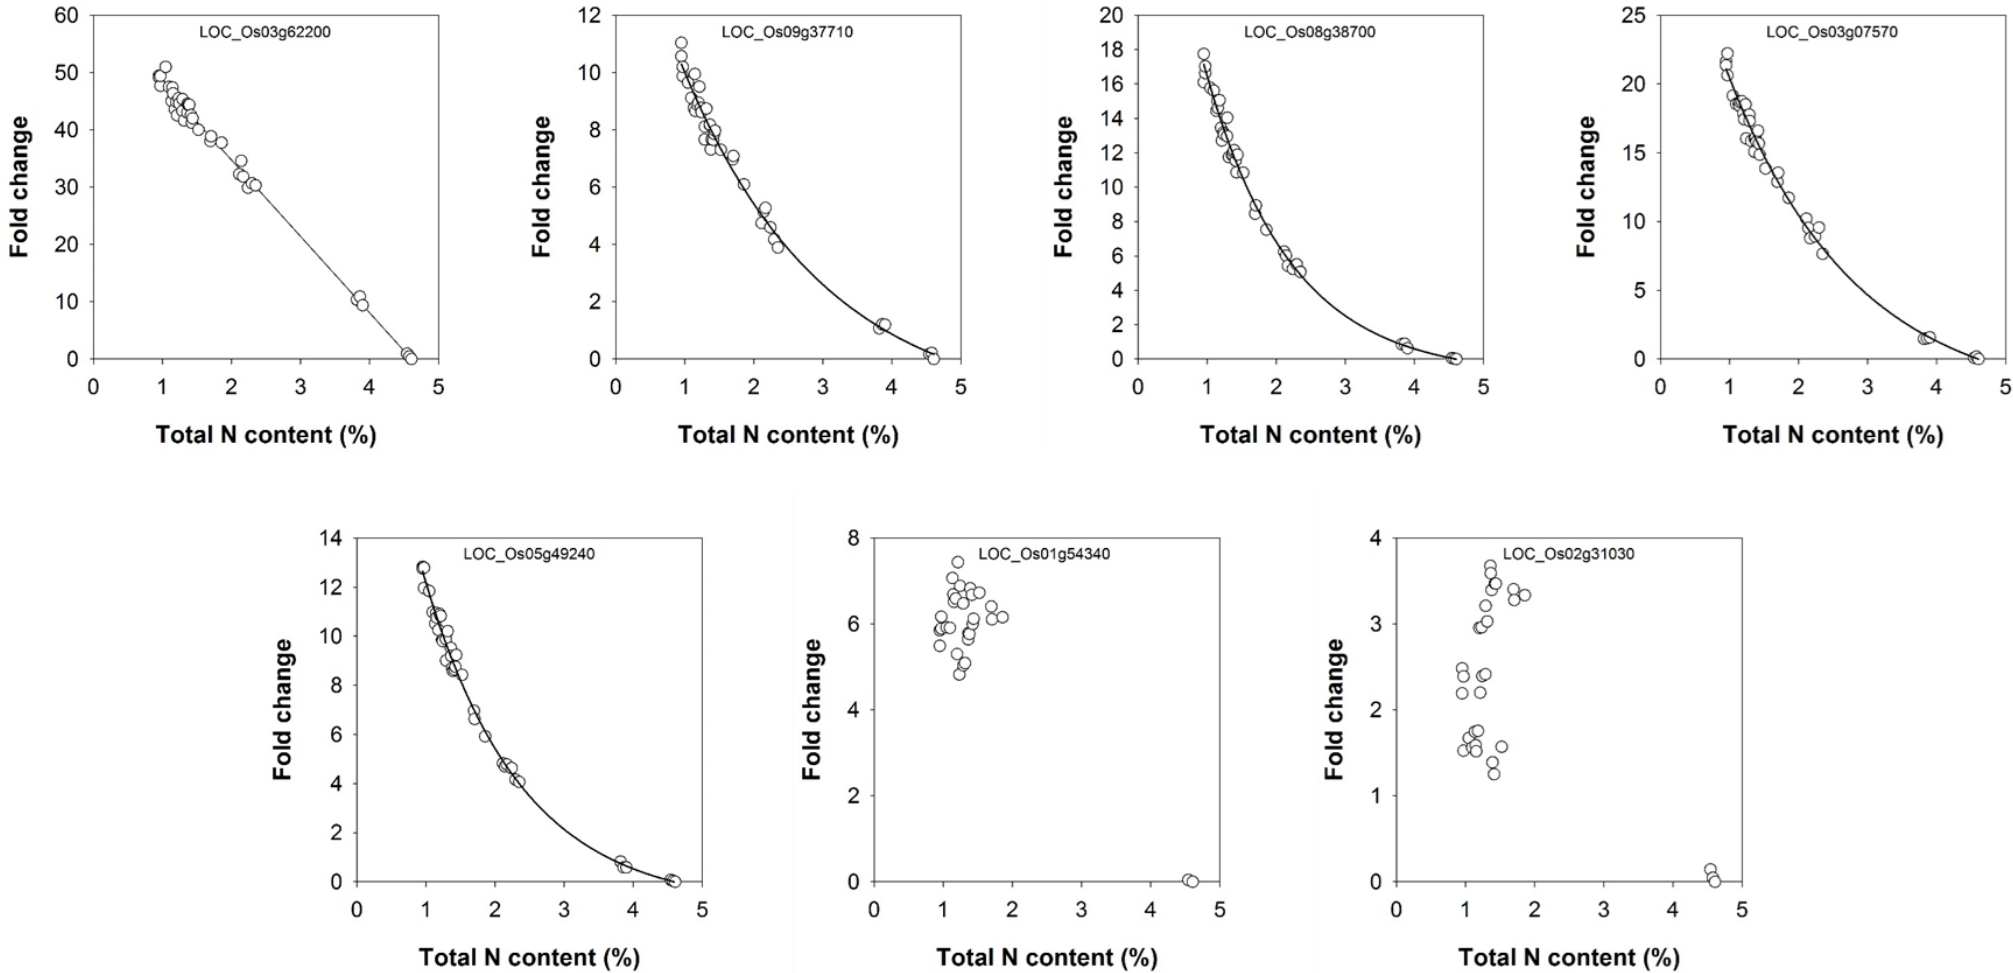 LOC_Os03g62200
Fold change
60
50
40
30
20
10
0
0 1 2 3 4 5
Total N content (%)
LOC_Os09g37710
Fold change
12
10
8
6
4
2
0
0 1 2 3 4 5
Total N content (%)
LOC_Os08g38700
Fold change
20
18
16
14
12
10
8
6
4
2
0
0 1 2 3 4 5
Total N content (%)
LOC_Os03g07570
Fold change
25
20
15
10
5
0
0 1 2 3 4 5
Total N content (%)
LOC_Os05g49240
Fold change
14
12
10
8
6
4
2
0
0 1 2 3 4 5
Total N content (%)
LOC_Os01g54340
Fold change
8
6
4
2
0
0 1 2 3 4 5
Total N content (%)
LOC_Os02g31030
Fold change
4
3
2
1
0
0 1 2 3 4 5
Total N content (%)